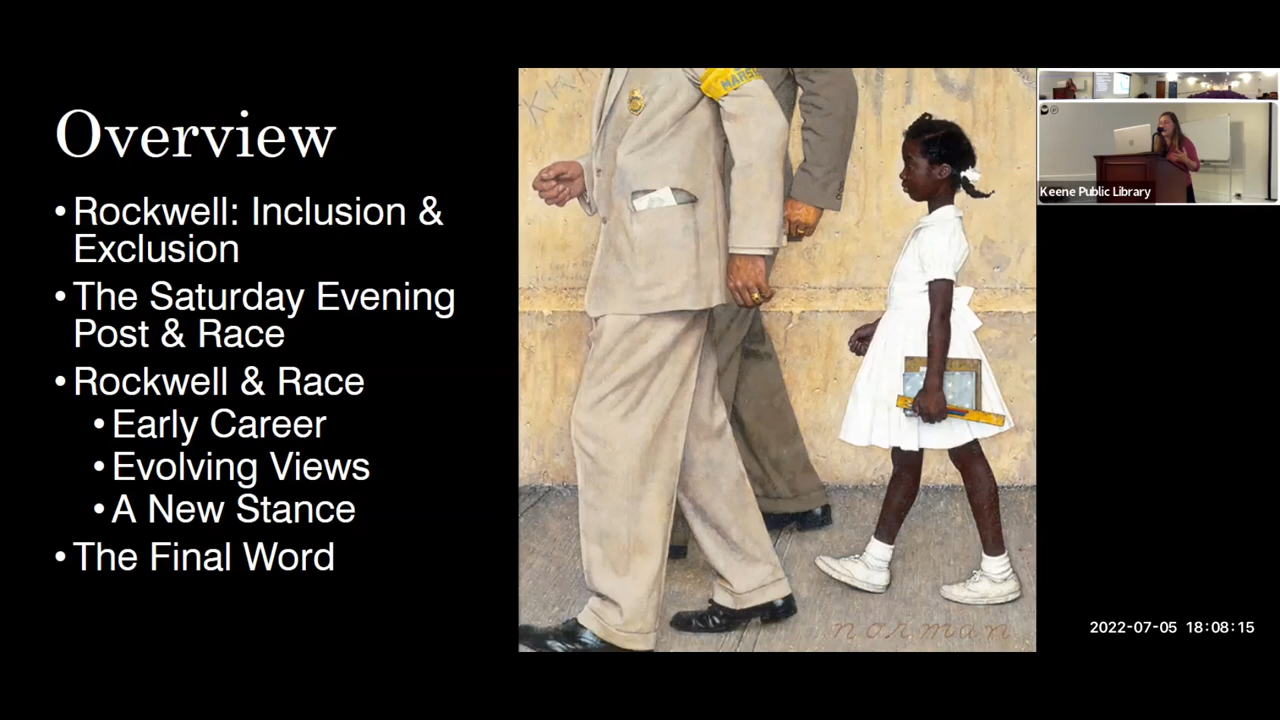 Overview
• Rockwell: Inclusion &
Exclusion
• The Saturday Evening
Post & Race
• Rockwell & Race
• Early Career
• Evolving Views
• A New Stance
• The Final Word
KKK
norman
Keene Public Library
2022-07-05 18:08:15